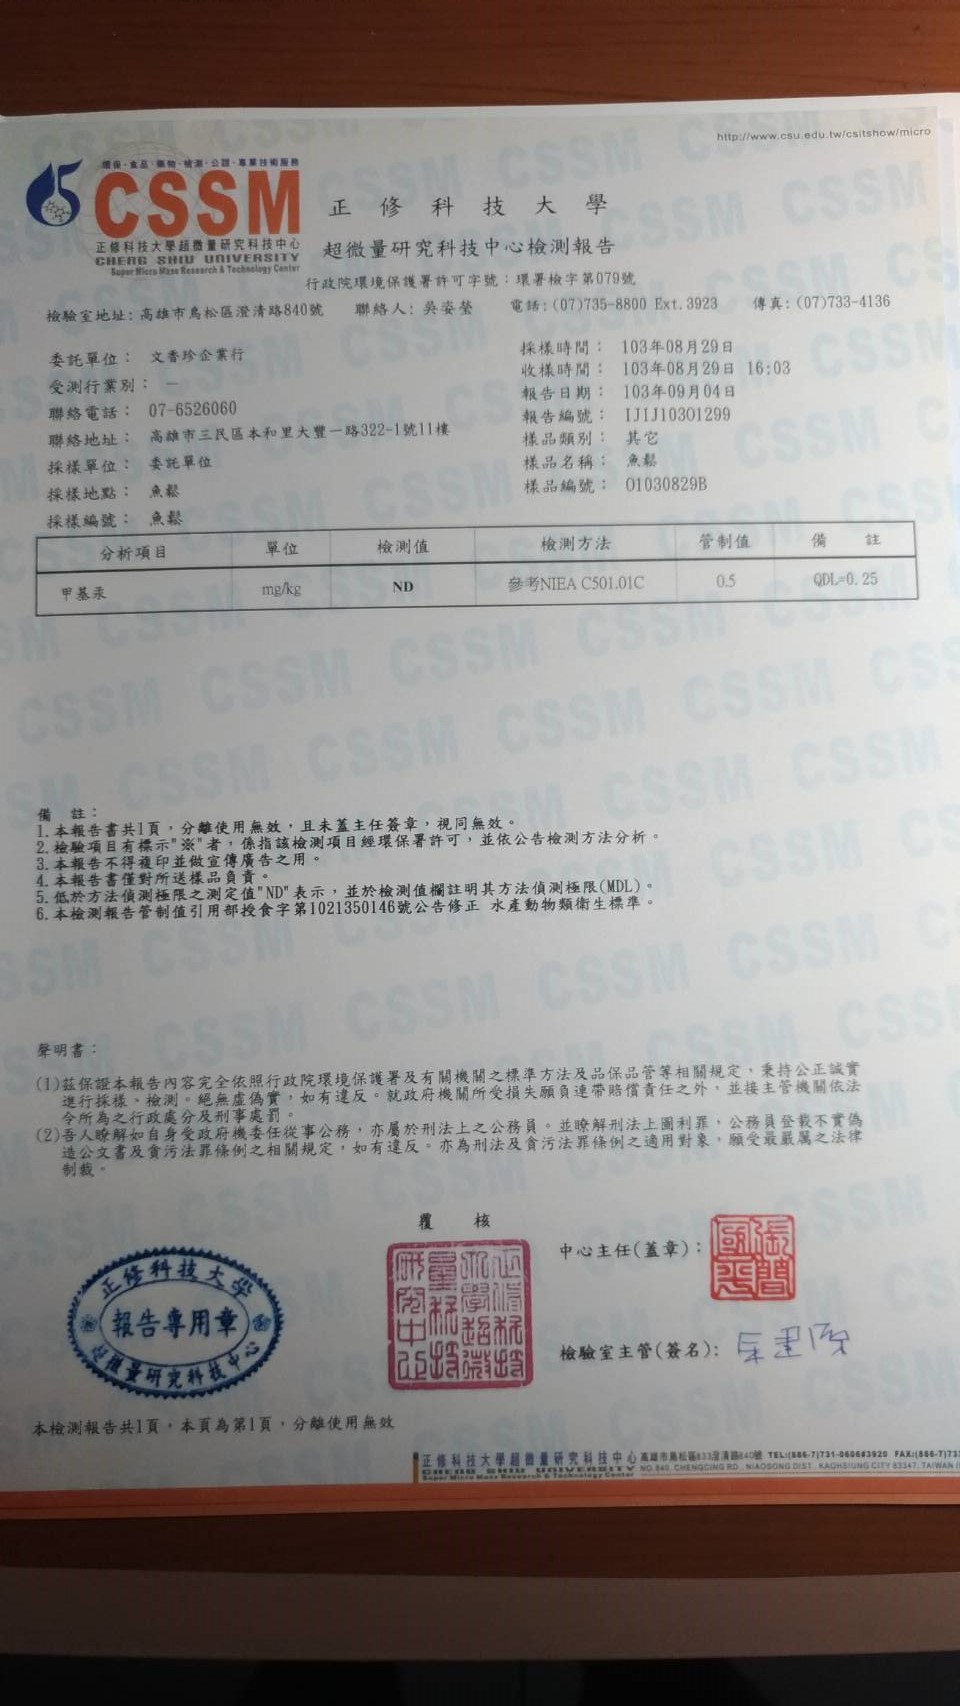 http://www.csu.edu.tw/csitshow/micro
環保·食品·藥物·檢測·公證·專業技術服務
CSSM
正修科技大學超微量研究科技中心
CHENG SHIU UNIVERSITY
Super Micro Mass Research & Technology Center
正修科技大學
超微量研究科技中心檢測報告
行政院環境保護署許可字號：環署檢字第079號
檢驗室地址：高雄市鳥松區澄清路840號 聯絡人：吳姿瑩 電話：(07)735-8800 Ext.3923 傳真：(07)733-4136
委託單位： 文香珍企業行
受測行業別： －
聯絡電話： 07-6526060
聯絡地址： 高雄市三民區本和里大豐一路322-1號11樓
採樣單位： 委託單位
採樣地點： 魚鬆
採樣編號： 魚鬆
採樣時間： 103年08月29日
收樣時間： 103年08月29日 16:03
報告日期： 103年09月04日
報告編號： IJ1J10301299
樣品類別： 其它
樣品名稱： 魚鬆
樣品編號： O1030829B
分析項目 單位 檢測值 檢測方法 管制值 備 註
甲基汞 mg/kg ND 參考NIEA C501.01C 0.5 QDL=0.25
備 註：
1.本報告書共1頁，分離使用無效，且未蓋主任簽章，視同無效。
2.檢驗項目有標示"※"者，係指該檢測項目經環保署許可，並依公告檢測方法分析。
3.本報告不得複印並做宣傳廣告之用。
4.本報告書僅對所送樣品負責。
5.低於方法偵測極限之測定值"ND"表示，並於檢測值欄註明其方法偵測極限(MDL)。
6.本檢測報告管制值引用部授食字第1021350146號公告修正 水產動物類衛生標準。
聲明書：
(1)茲保證本報告內容完全依照行政院環境保護署及有關機關之標準方法及品保品管等相關規定，秉持公正誠實
進行採樣、檢測。絕無虛偽實，如有違反。就政府機關所受損失願負連帶賠償責任之外，並接主管機關依法
令所為之行政處分及刑事處罰。
(2)吾人瞭解如自身受政府機委任從事公務，亦屬於刑法上之公務員。並瞭解刑法上圖利罪，公務員登載不實偽
造公文書及貪污法罪條例之相關規定，如有違反。亦為刑法及貪污法罪條例之適用對象，願受最嚴厲之法律
制裁。
覆 核
中心主任(蓋章)：
正修科技大學
報告專用章
超微量研究科技中心
檢驗室主管(簽名)：
本檢測報告共1頁，本頁為第1頁，分離使用無效
正修科技大學超微量研究科技中心 高雄市鳥松區833澄清路840號 TEL:(886-7)731-0606#3920 FAX:(886-7)73
CHENG SHIU UNIVERSITY
Super Micro Mass Research & Technology Center NO.840, CHENGCING RD., NIAOSONG DIST., KAOHSIUNG CITY 83347, TAIWAN